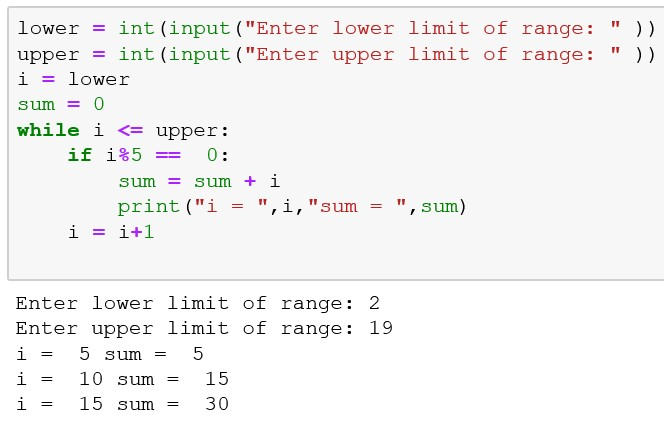 lower = int(input("Enter lower limit of range: " ))
upper = int(input("Enter upper limit of range: " ))
i = lower
sum = 0
while i <= upper:
    if i%5 ==  0:
        sum = sum + i
        print("i = ",i,"sum = ",sum)
    i = i+1
Enter lower limit of range: 2
Enter upper limit of range: 19
i =  5 sum =  5
i =  10 sum =  15
i =  15 sum =  30